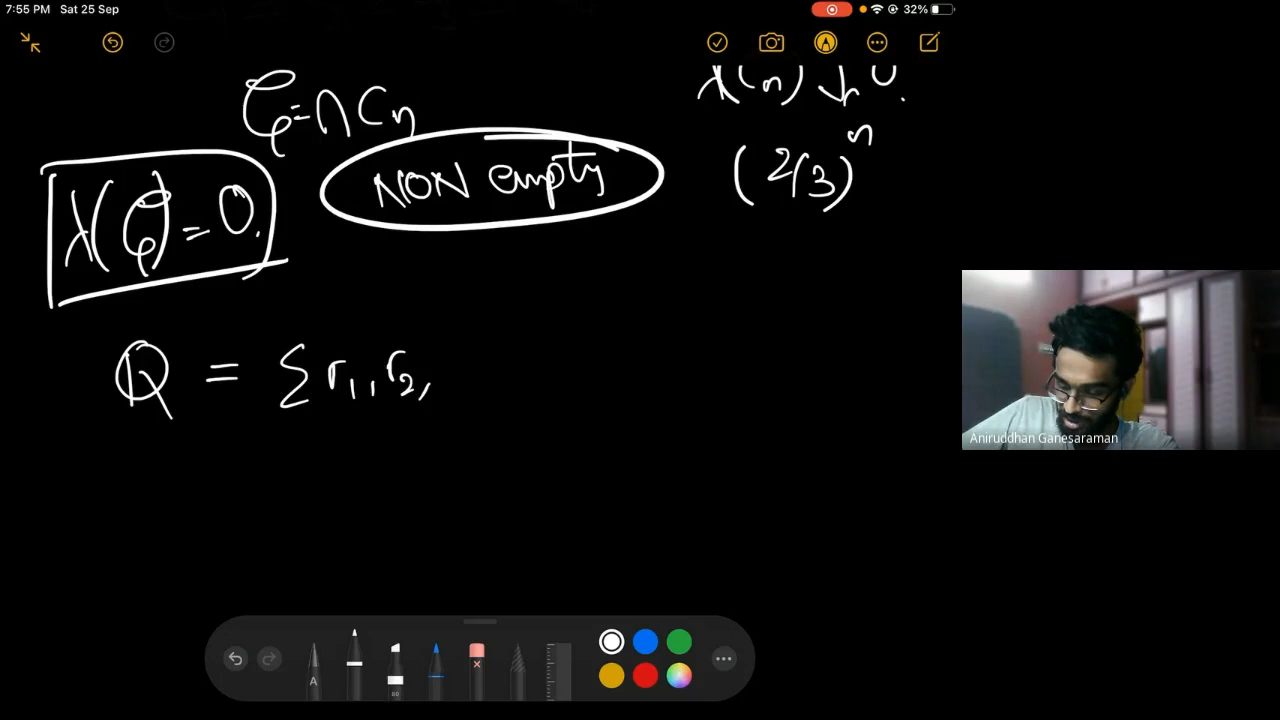 7:55 PM Sat 25 Sep
32%
𝒞 = ∩ Cₙ
λ(n) ↓ 0.
(2/3)ⁿ
NON empty
λ(𝒞) = 0.
Q = { r₁, r₂,
Aniruddhan Ganesaraman
A